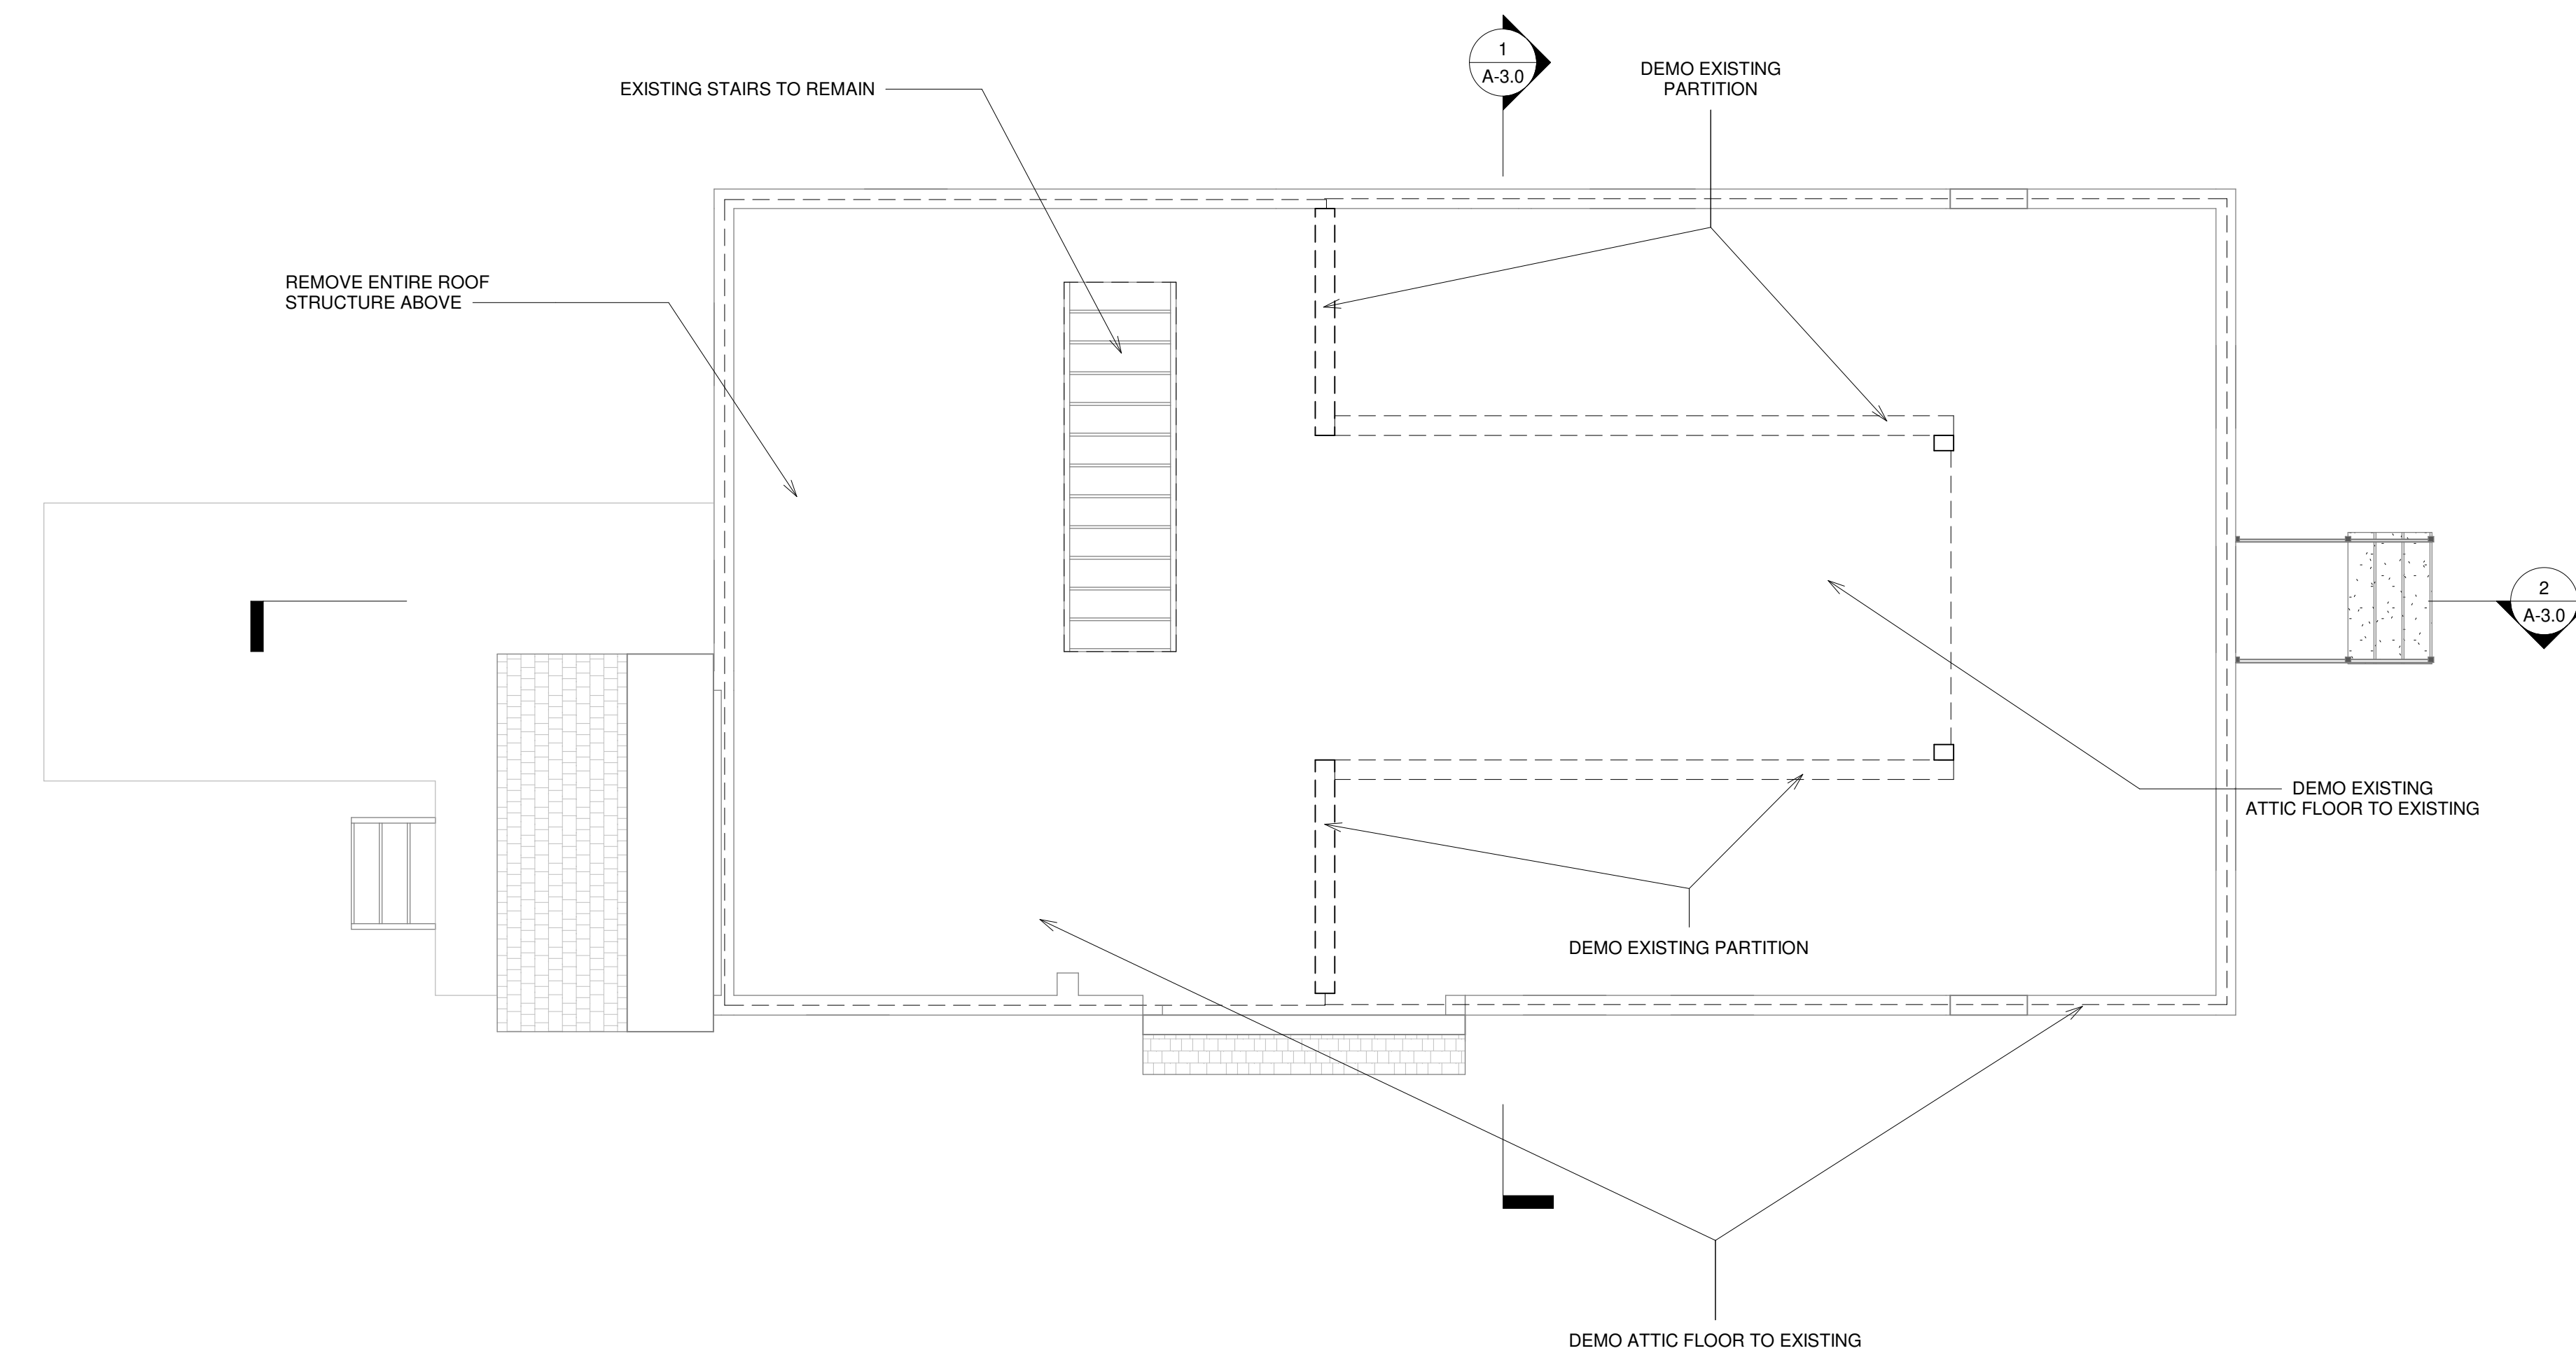 1
A-3.0
DEMO EXISTING
PARTITION
EXISTING STAIRS TO REMAIN
REMOVE ENTIRE ROOF
STRUCTURE ABOVE
2
A-3.0
DEMO EXISTING
ATTIC FLOOR TO EXISTING
DEMO EXISTING PARTITION
DEMO ATTIC FLOOR TO EXISTING